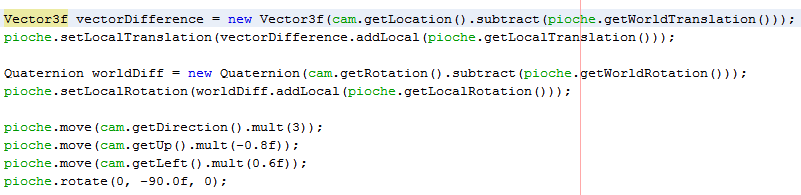 Vector3f vectorDifference = new Vector3f(cam.getLocation().subtract(pioche.getWorldTranslation()));
pioche.setLocalTranslation(vectorDifference.addLocal(pioche.getLocalTranslation()));
Quaternion worldDiff = new Quaternion(cam.getRotation().subtract(pioche.getWorldRotation()));
pioche.setLocalRotation(worldDiff.addLocal(pioche.getLocalRotation()));
pioche.move(cam.getDirection().mult(3));
pioche.move(cam.getUp().mult(-0.8f));
pioche.move(cam.getLeft().mult(0.6f));
pioche.rotate(0, -90.0f, 0);